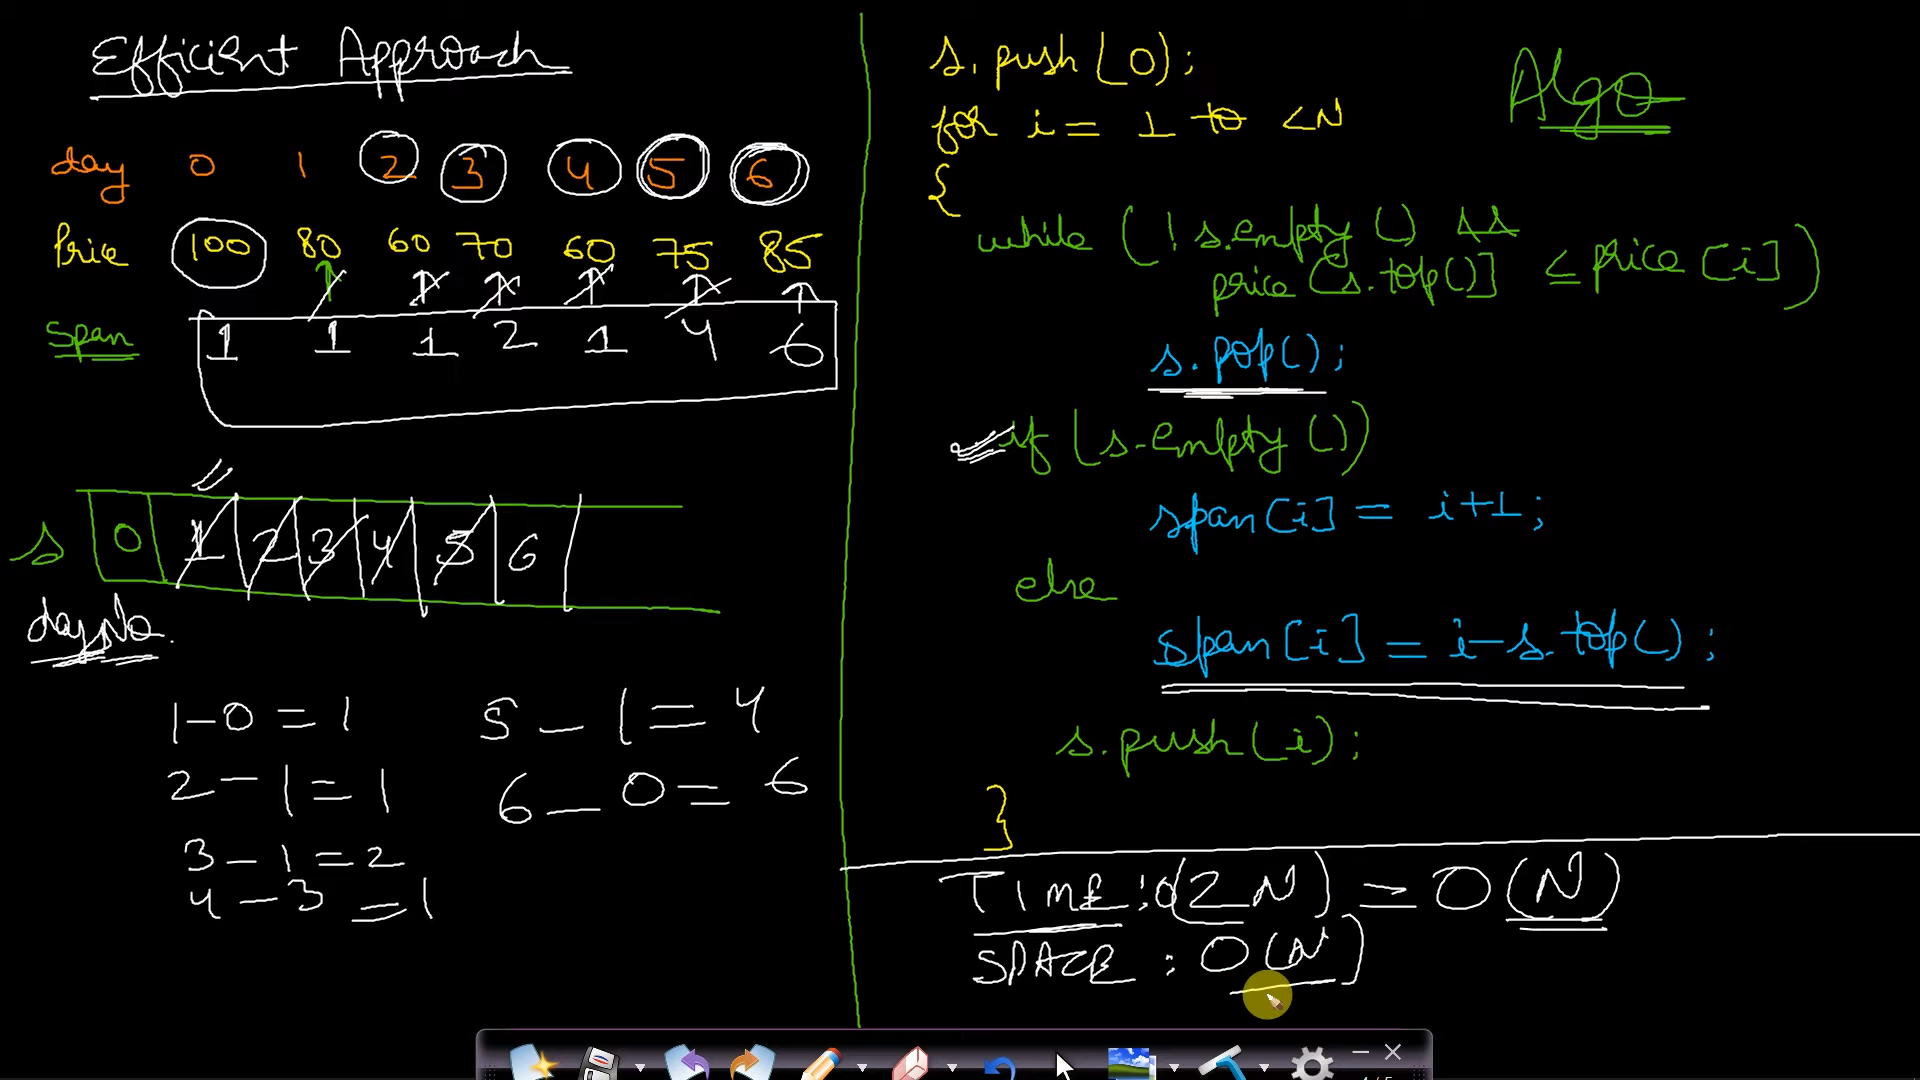 Efficient Approach
day 0 1 2 3 4 5 6
Price 100 80 60 70 60 75 85
Span 1 1 1 2 1 4 6
s 0 1 2 3 4 5 6
day No.
1-0=1
2-1=1
3-1=2
4-3=1
5-1=4
6-0=6
Algo
s.push(0);
for i= 1 to <N
{
while (!s.empty() &&
price[s.top()] ≤ price[i])
s.pop();
if (s.empty())
span[i] = i+1;
else
span[i] = i-s.top();
s.push(i);
}
TIME: O(2N) = O(N)
SPACE: O(N)